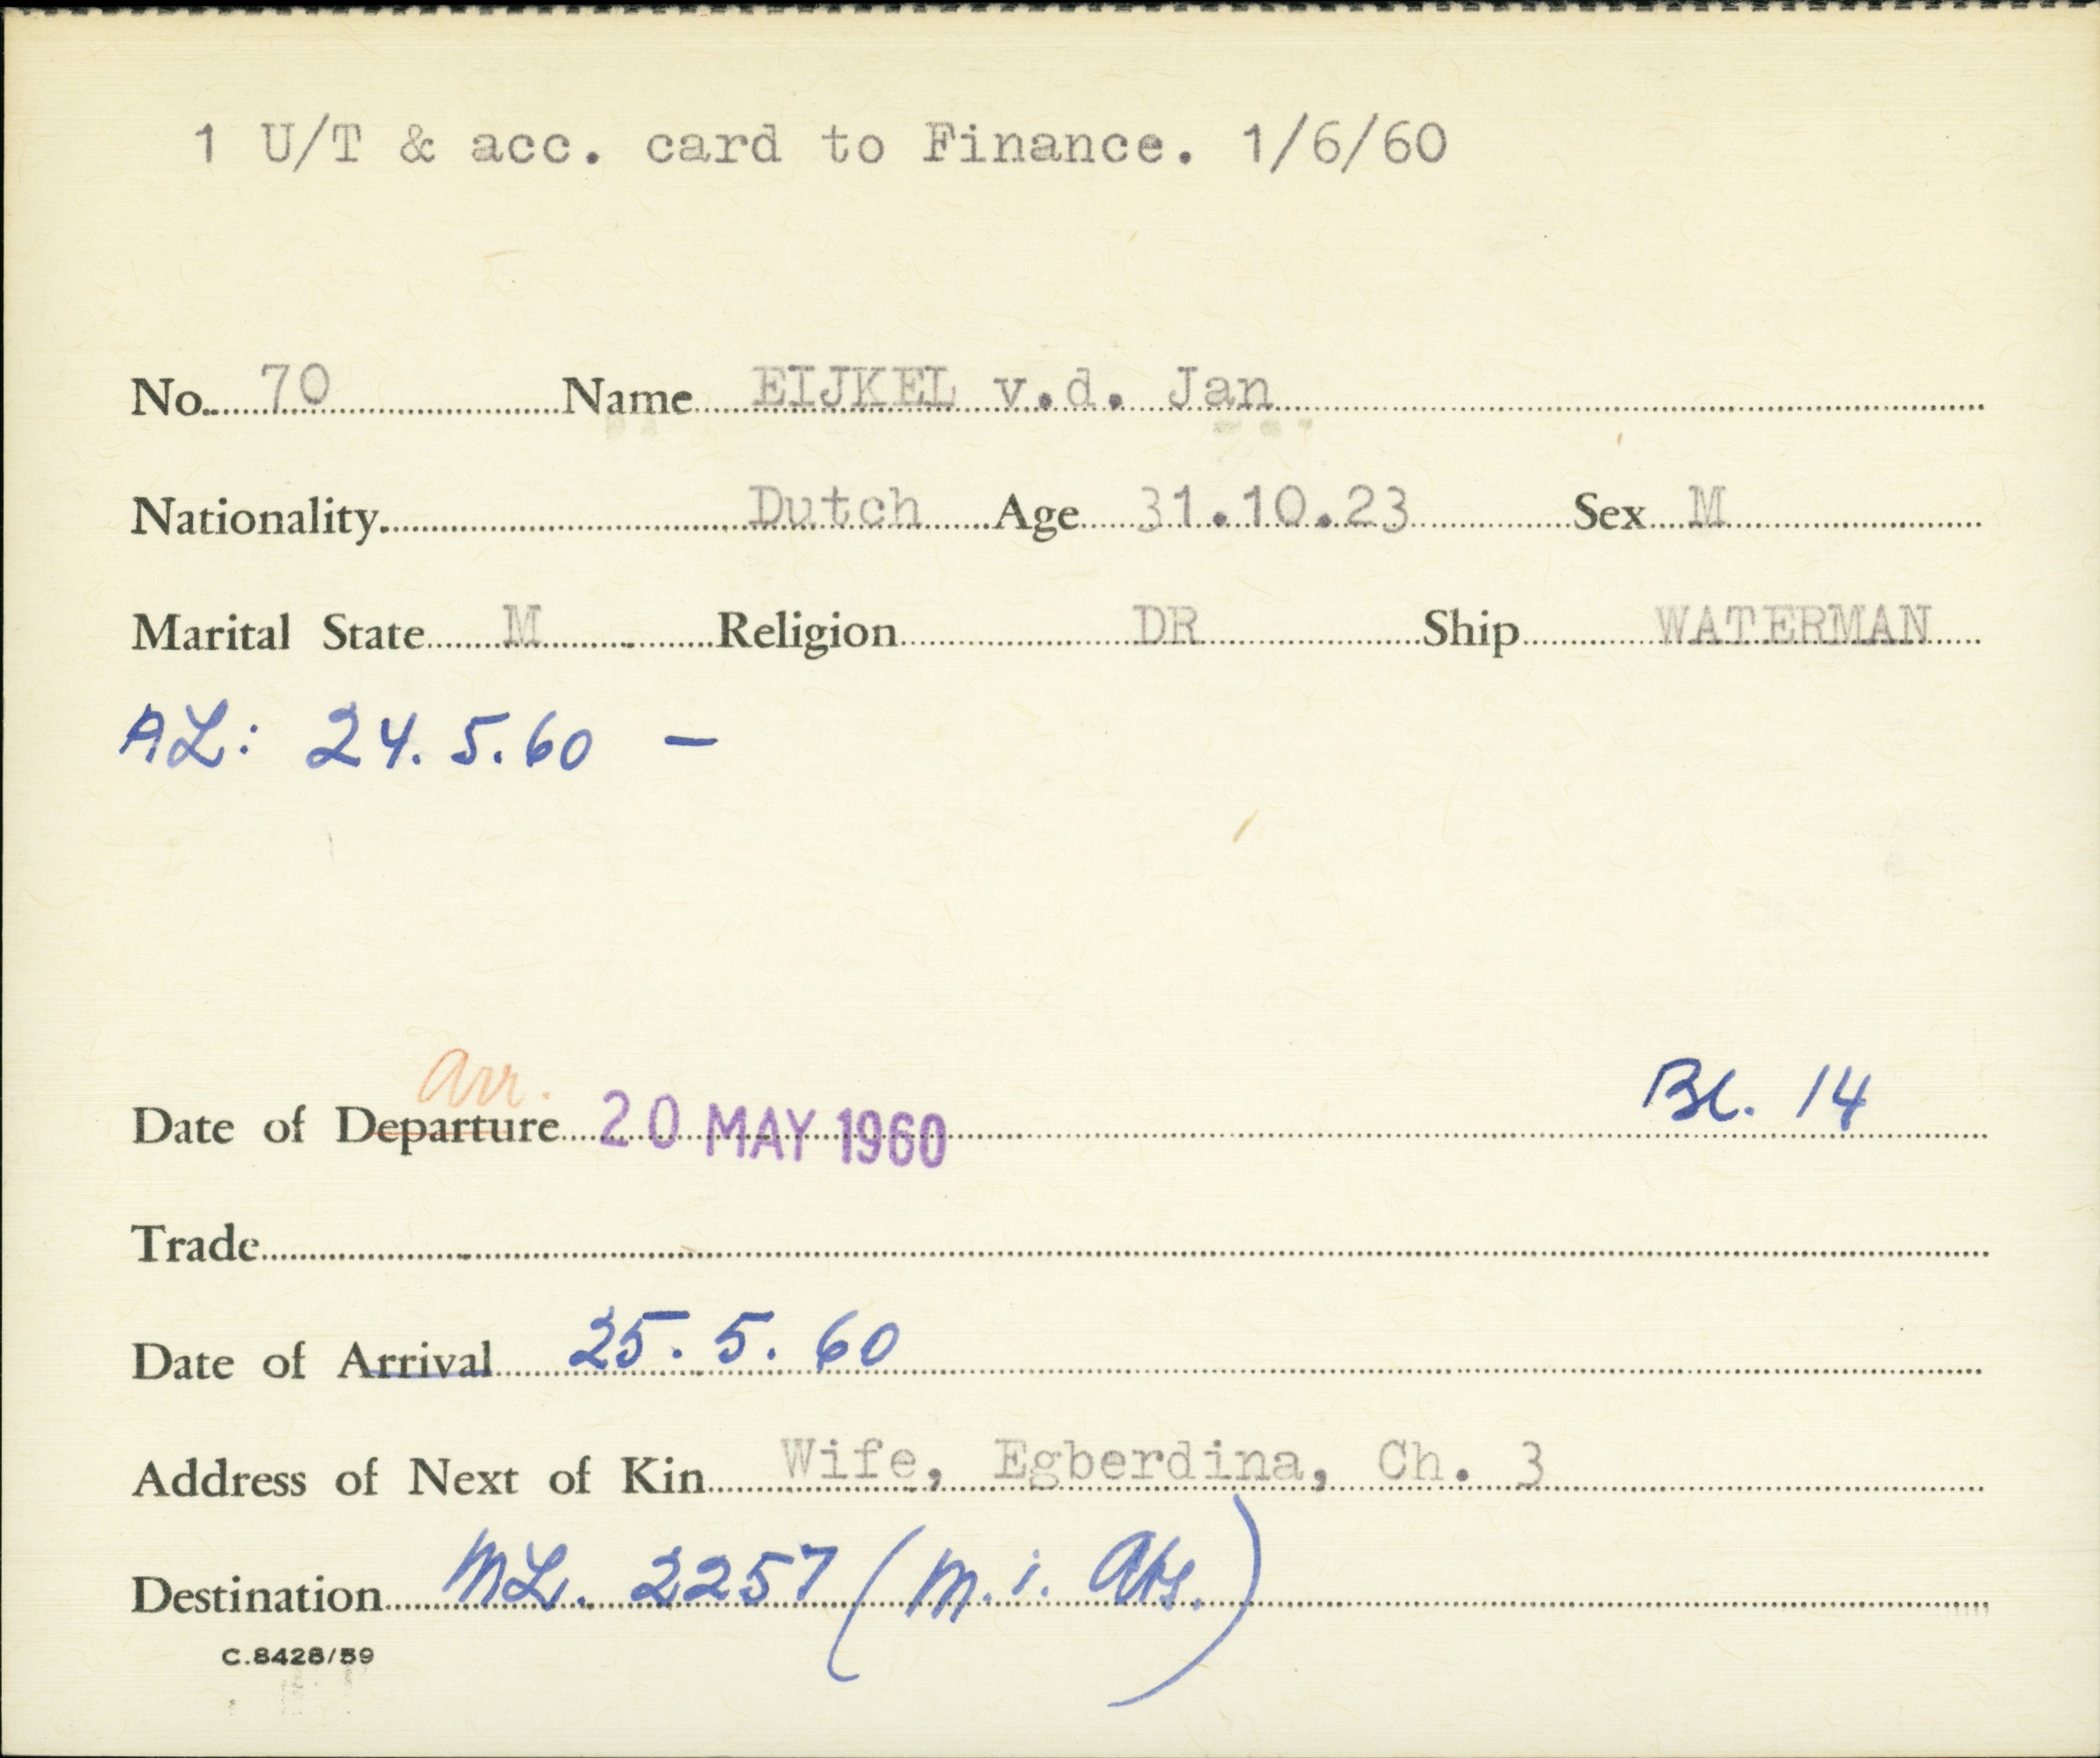 1 U/T & acc. card to Finance. 1/6/60
No. 70 Name EIJKEL v.d. Jan
Nationality Dutch Age 31.10.23 Sex M
Marital State M Religion DR Ship WATERMAN
AL: 24.5.60 —
arr. Bl. 14
Date of Departure 20 MAY 1960
Trade
Date of Arrival 25.5.60
Address of Next of Kin Wife, Egberdina, Ch. 3
Destination ML. 2257 (m.i.
C.8428/59